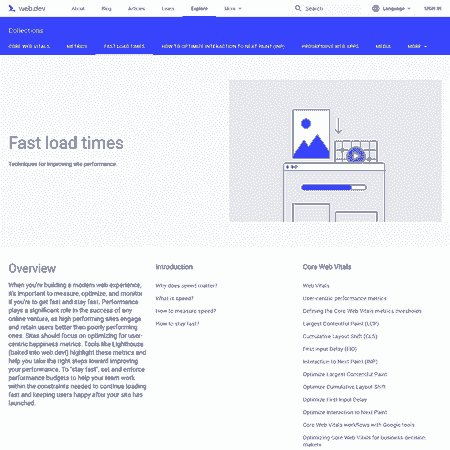 web.dev
About
Blog
Articles
Learn
Explore
More
Search
Language
SIGN IN
Collections
CORE WEB VITALS
METRICS
FAST LOAD TIMES
HOW TO OPTIMIZE INTERACTION TO NEXT PAINT (INP)
PROGRESSIVE WEB APPS
MEDIA
MORE
Fast load times
Techniques for improving site performance
Overview
When you're building a modern web experience,
it's important to measure, optimize, and monitor
if you're to get fast and stay fast. Performance
plays a significant role in the success of any
online venture, as high performing sites engage
and retain users better than poorly performing
ones. Sites should focus on optimizing for user-
centric happiness metrics. Tools like Lighthouse
(baked into web.dev!) highlight these metrics and
help you take the right steps toward improving
your performance. To "stay fast", set and enforce
performance budgets to help your team work
within the constraints needed to continue loading
fast and keeping users happy after your site has
launched.
Introduction
Why does speed matter?
What is speed?
How to measure speed?
How to stay fast?
Core Web Vitals
Web Vitals
User-centric performance metrics
Defining the Core Web Vitals metrics thresholds
Largest Contentful Paint (LCP)
Cumulative Layout Shift (CLS)
First Input Delay (FID)
Interaction to Next Paint (INP)
Optimize Largest Contentful Paint
Optimize Cumulative Layout Shift
Optimize First Input Delay
Optimize Interaction to Next Paint
Core Web Vitals workflows with Google tools
Optimizing Core Web Vitals for business decision
makers